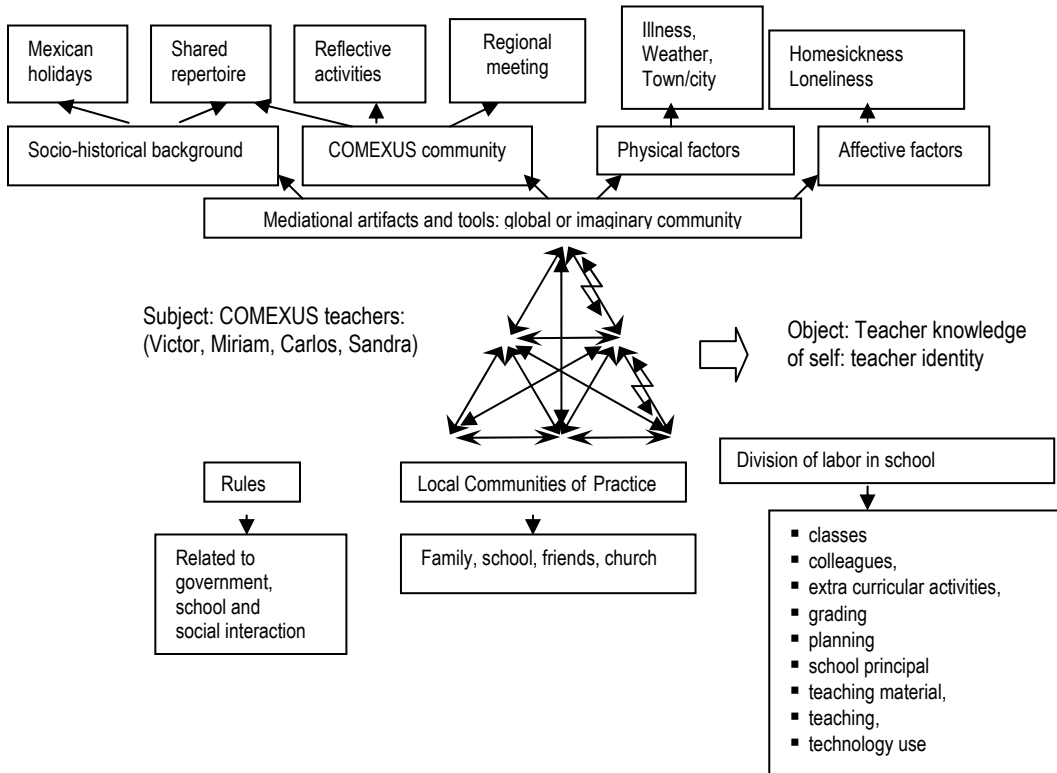 Mexican
holidays
Shared
repertoire
Reflective
activities
Regional
meeting
Illness,
Weather,
Town/city
Homesickness
Loneliness
Socio-historical background
COMEXUS community
Physical factors
Affective factors
Mediational artifacts and tools: global or imaginary community
Subject: COMEXUS teachers:
(Victor, Miriam, Carlos, Sandra)
Object: Teacher knowledge
of self: teacher identity
Rules
Local Communities of Practice
Division of labor in school
Related to
government,
school and
social interaction
Family, school, friends, church
▪ classes
▪ colleagues,
▪ extra curricular activities,
▪ grading
▪ planning
▪ school principal
▪ teaching material,
▪ teaching,
▪ technology use